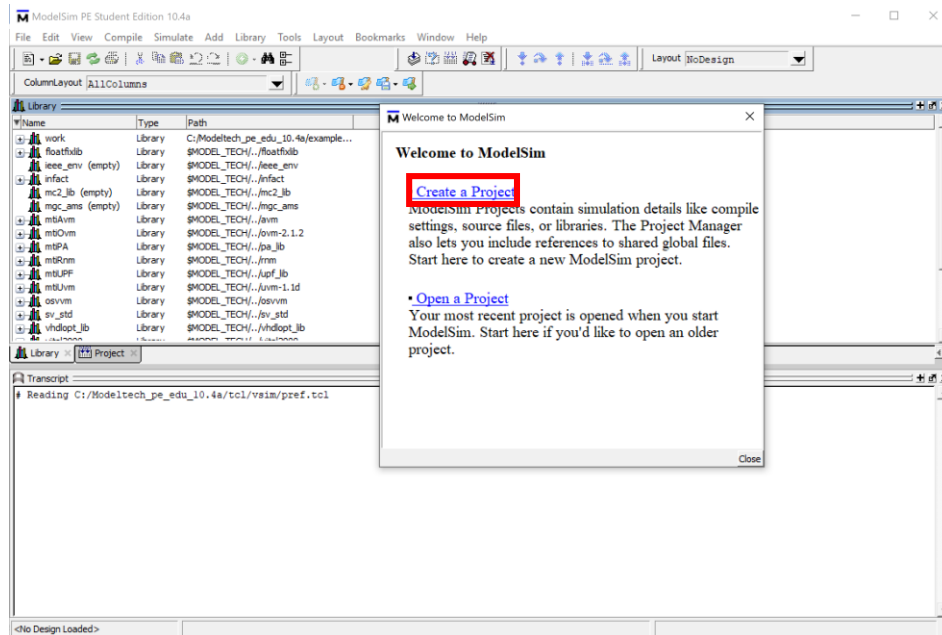 ModelSim PE Student Edition 10.4a
File Edit View Compile Simulate Add Library Tools Layout Bookmarks Window Help
Layout NoDesign
ColumnLayout AllColumns
Library
Name Type Path
work Library C:/Modeltech_pe_edu_10.4a/example...
floatfixlib Library $MODEL_TECH/../floatfixlib
ieee_env (empty) Library $MODEL_TECH/../ieee_env
infact Library $MODEL_TECH/../infact
mc2_lib (empty) Library $MODEL_TECH/../mc2_lib
mgc_ams (empty) Library $MODEL_TECH/../mgc_ams
mtiAvm Library $MODEL_TECH/../avm
mtiOvm Library $MODEL_TECH/../ovm-2.1.2
mtiPA Library $MODEL_TECH/../pa_lib
mtiRnm Library $MODEL_TECH/../rnm
mtiUPF Library $MODEL_TECH/../upf_lib
mtiUvm Library $MODEL_TECH/../uvm-1.1d
osvvm Library $MODEL_TECH/../osvvm
sv_std Library $MODEL_TECH/../sv_std
vhdlopt_lib Library $MODEL_TECH/../vhdlopt_lib
Library Project
Transcript
# Reading C:/Modeltech_pe_edu_10.4a/tcl/vsim/pref.tcl
<No Design Loaded>
Welcome to ModelSim
Welcome to ModelSim
Create a Project
ModelSim Projects contain simulation details like compile
settings, source files, or libraries. The Project Manager
also lets you include references to shared global files.
Start here to create a new ModelSim project.
• Open a Project
Your most recent project is opened when you start
ModelSim. Start here if you'd like to open an older
project.
Close